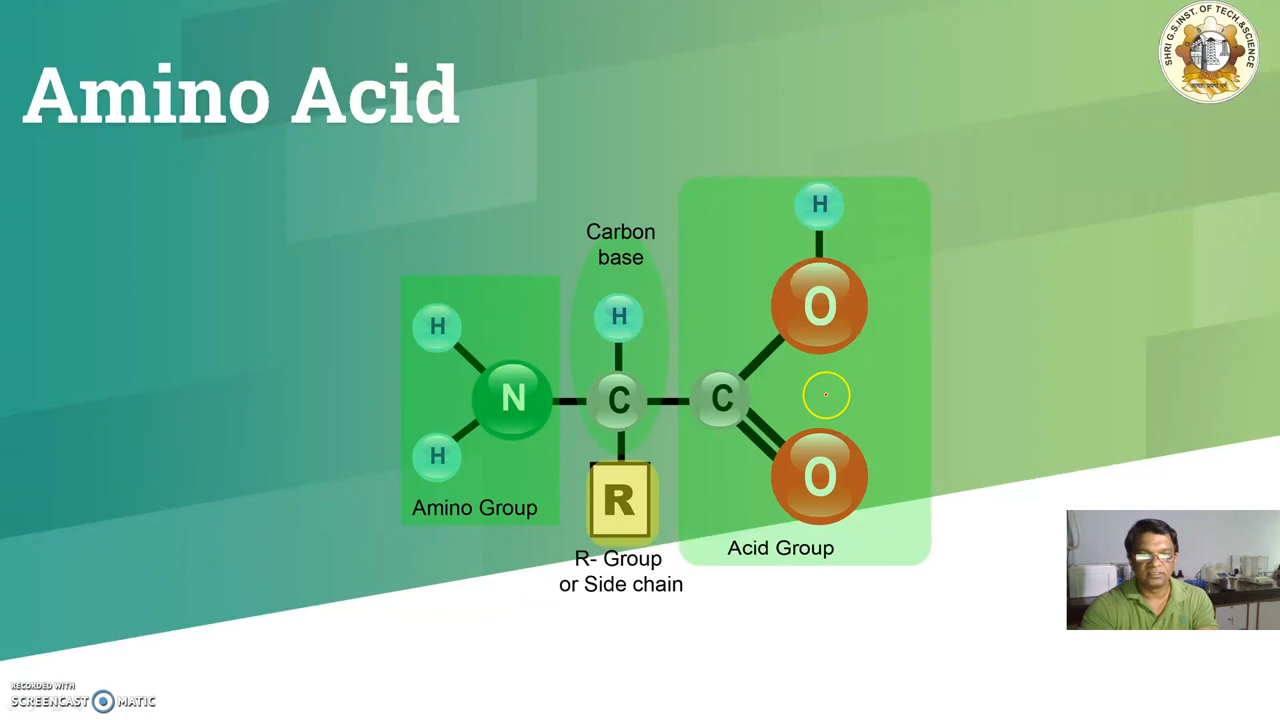 Amino Acid
SHRI G.S.INST. OF TECH.&SCIENCE
H
Carbon
base
O
H
H
N
C
C
H
O
R
Amino Group
R- Group
or Side chain
Acid Group
RECORDED WITH
SCREENCAST MATIC